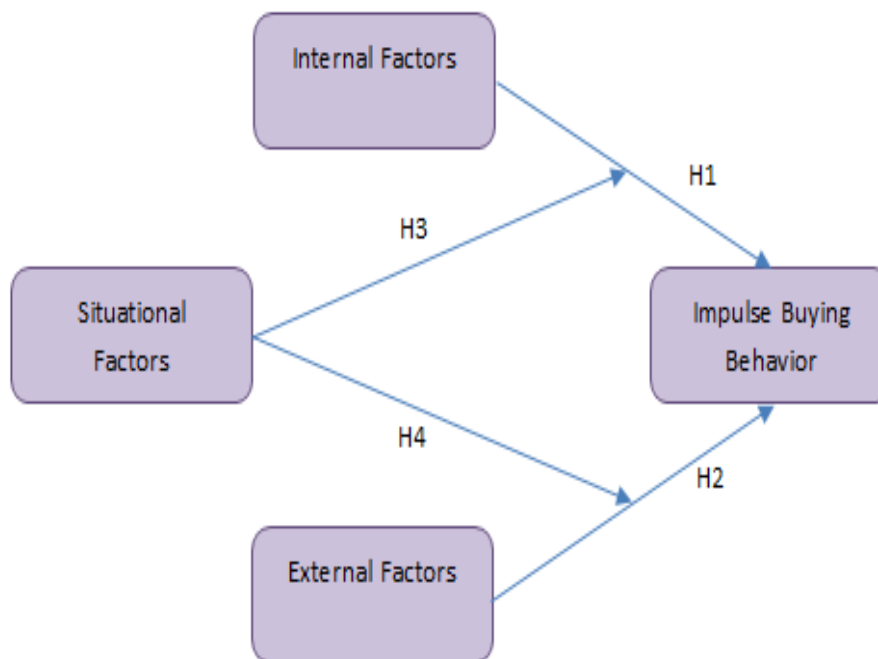 Internal Factors
H1
H3
Situational
Factors
Impulse Buying
Behavior
H4
H2
External Factors